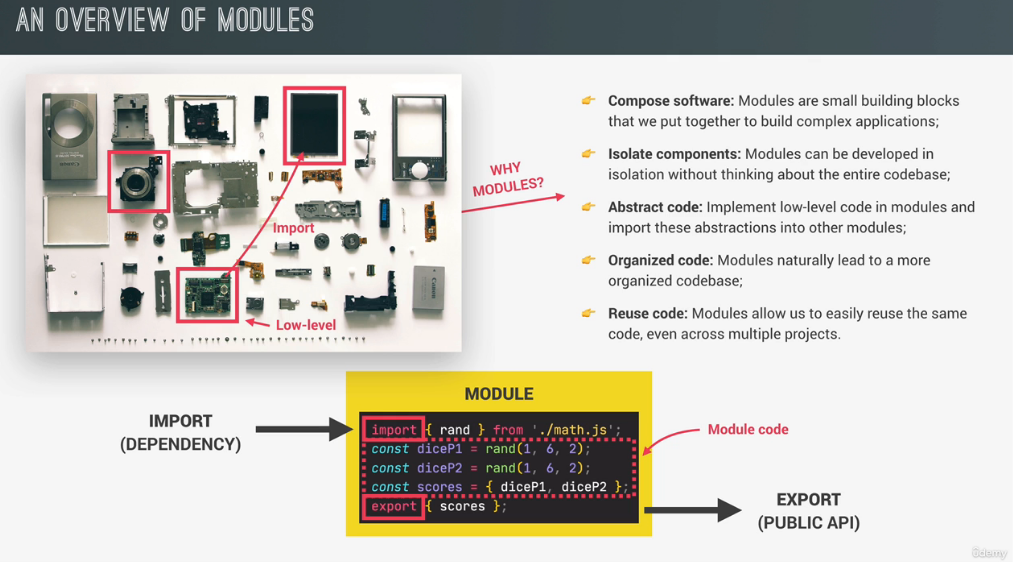 AN OVERVIEW OF MODULES
Import
Low-level
WHY
MODULES?
👉 Compose software: Modules are small building blocks
that we put together to build complex applications;
👉 Isolate components: Modules can be developed in
isolation without thinking about the entire codebase;
👉 Abstract code: Implement low-level code in modules and
import these abstractions into other modules;
👉 Organized code: Modules naturally lead to a more
organized codebase;
👉 Reuse code: Modules allow us to easily reuse the same
code, even across multiple projects.
MODULE
IMPORT
(DEPENDENCY)
import { rand } from './math.js';
const diceP1 = rand(1, 6, 2);
const diceP2 = rand(1, 6, 2);
const scores = { diceP1, diceP2 };
export { scores };
Module code
EXPORT
(PUBLIC API)
ûdemy